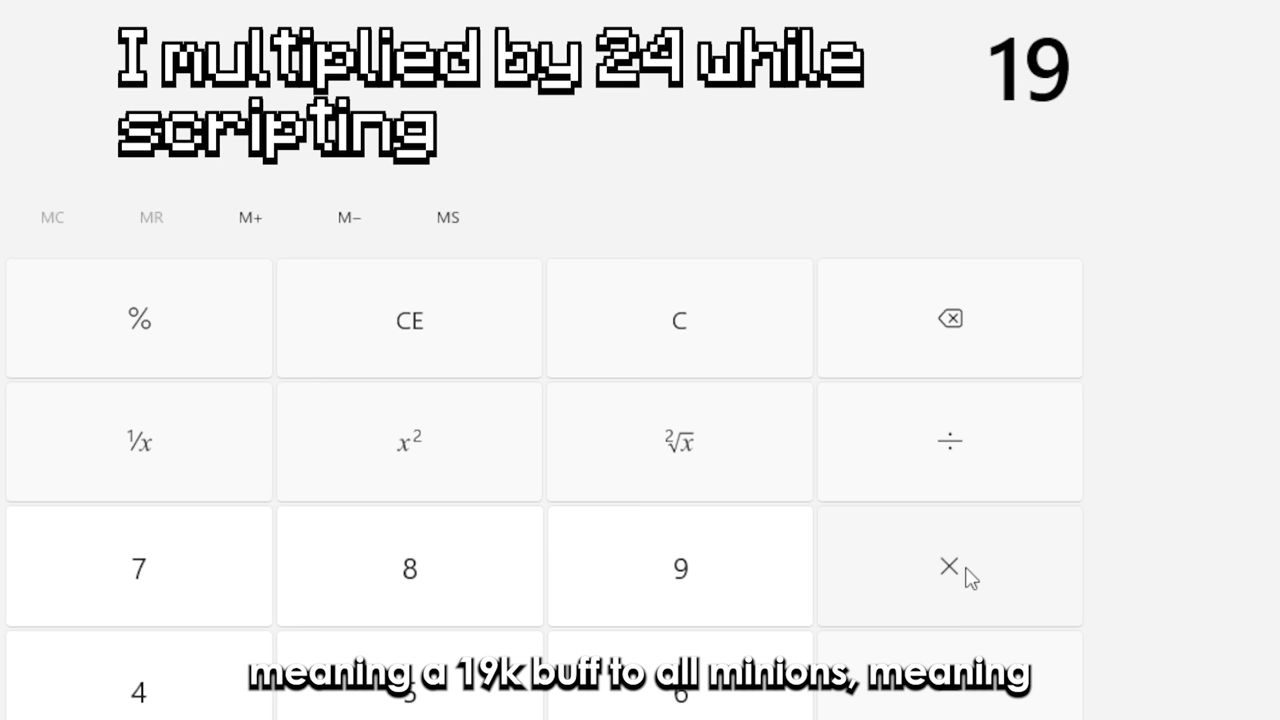 I multiplied by 24 while
scripting
19
MC MR M+ M− MS
% CE C
⅟x x² ²√x ÷
7 8 9 ×
4 5 6
meaning a 19k buff to all minions, meaning